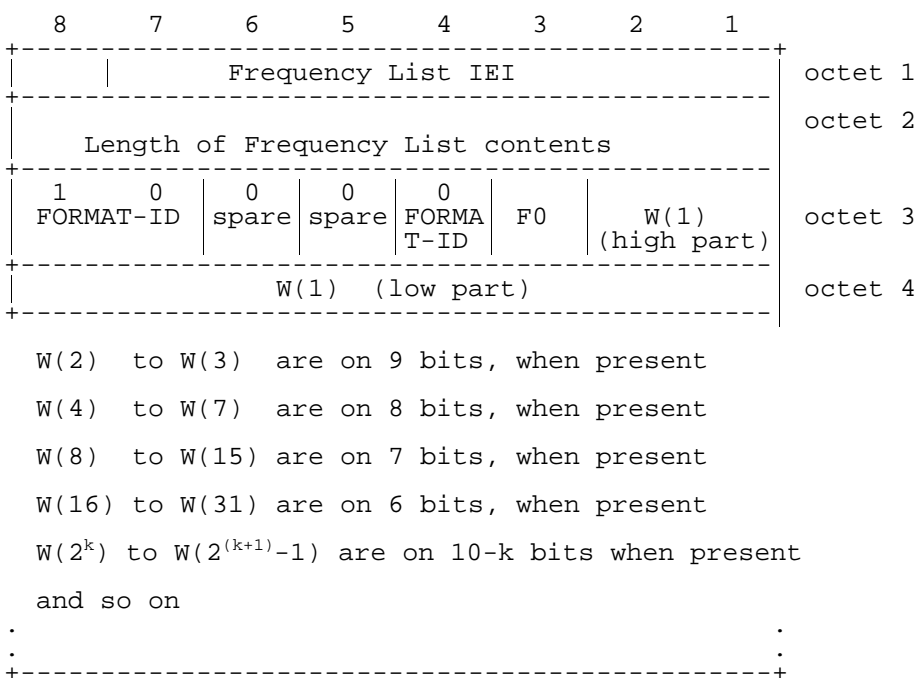 8 7 6 5 4 3 2 1
+-----------------------------------------------+
Frequency List IEI octet 1
+-----------------------------------------------
octet 2
Length of Frequency List contents
+-----------------------------------------------
1 0 0 0 0
FORMAT-ID spare spare FORMA F0 W(1) octet 3
T-ID (high part)
+-----------------------------------------------
W(1) (low part) octet 4
+-----------------------------------------------
W(2) to W(3) are on 9 bits, when present
W(4) to W(7) are on 8 bits, when present
W(8) to W(15) are on 7 bits, when present
W(16) to W(31) are on 6 bits, when present
W(2^k) to W(2^(k+1)-1) are on 10-k bits when present
and so on
. .
. .
+-----------------------------------------------+